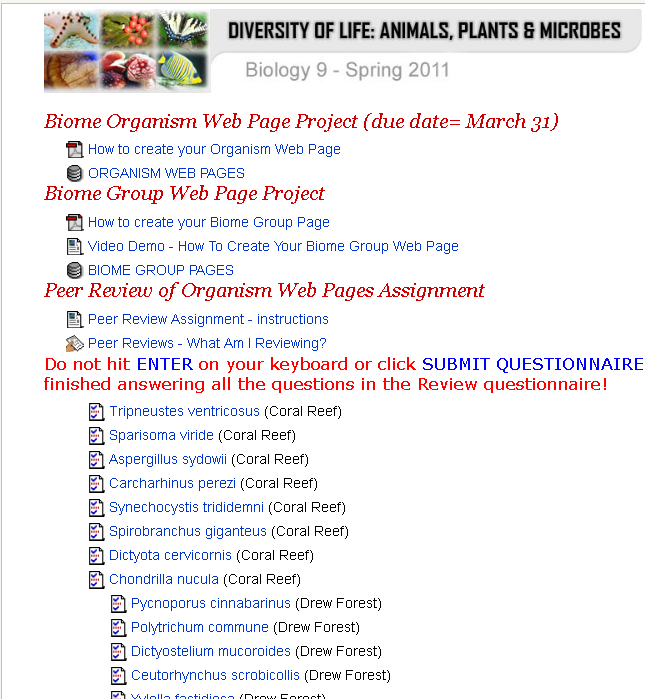 DIVERSITY OF LIFE: ANIMALS, PLANTS & MICROBES
Biology 9 - Spring 2011
Biome Organism Web Page Project (due date= March 31)
How to create your Organism Web Page
ORGANISM WEB PAGES
Biome Group Web Page Project
How to create your Biome Group Page
Video Demo - How To Create Your Biome Group Web Page
BIOME GROUP PAGES
Peer Review of Organism Web Pages Assignment
Peer Review Assignment - instructions
Peer Reviews - What Am I Reviewing?
Do not hit ENTER on your keyboard or click SUBMIT QUESTIONNAIRE
finished answering all the questions in the Review questionnaire!
Tripneustes ventricosus (Coral Reef)
Sparisoma viride (Coral Reef)
Aspergillus sydowii (Coral Reef)
Carcharhinus perezi (Coral Reef)
Synechocystis trididemni (Coral Reef)
Spirobranchus giganteus (Coral Reef)
Dictyota cervicornis (Coral Reef)
Chondrilla nucula (Coral Reef)
Pycnoporus cinnabarinus (Drew Forest)
Polytrichum commune (Drew Forest)
Dictyostelium mucoroides (Drew Forest)
Ceutorhynchus scrobicollis (Drew Forest)
Xylella fastidiosa (Drew Forest)